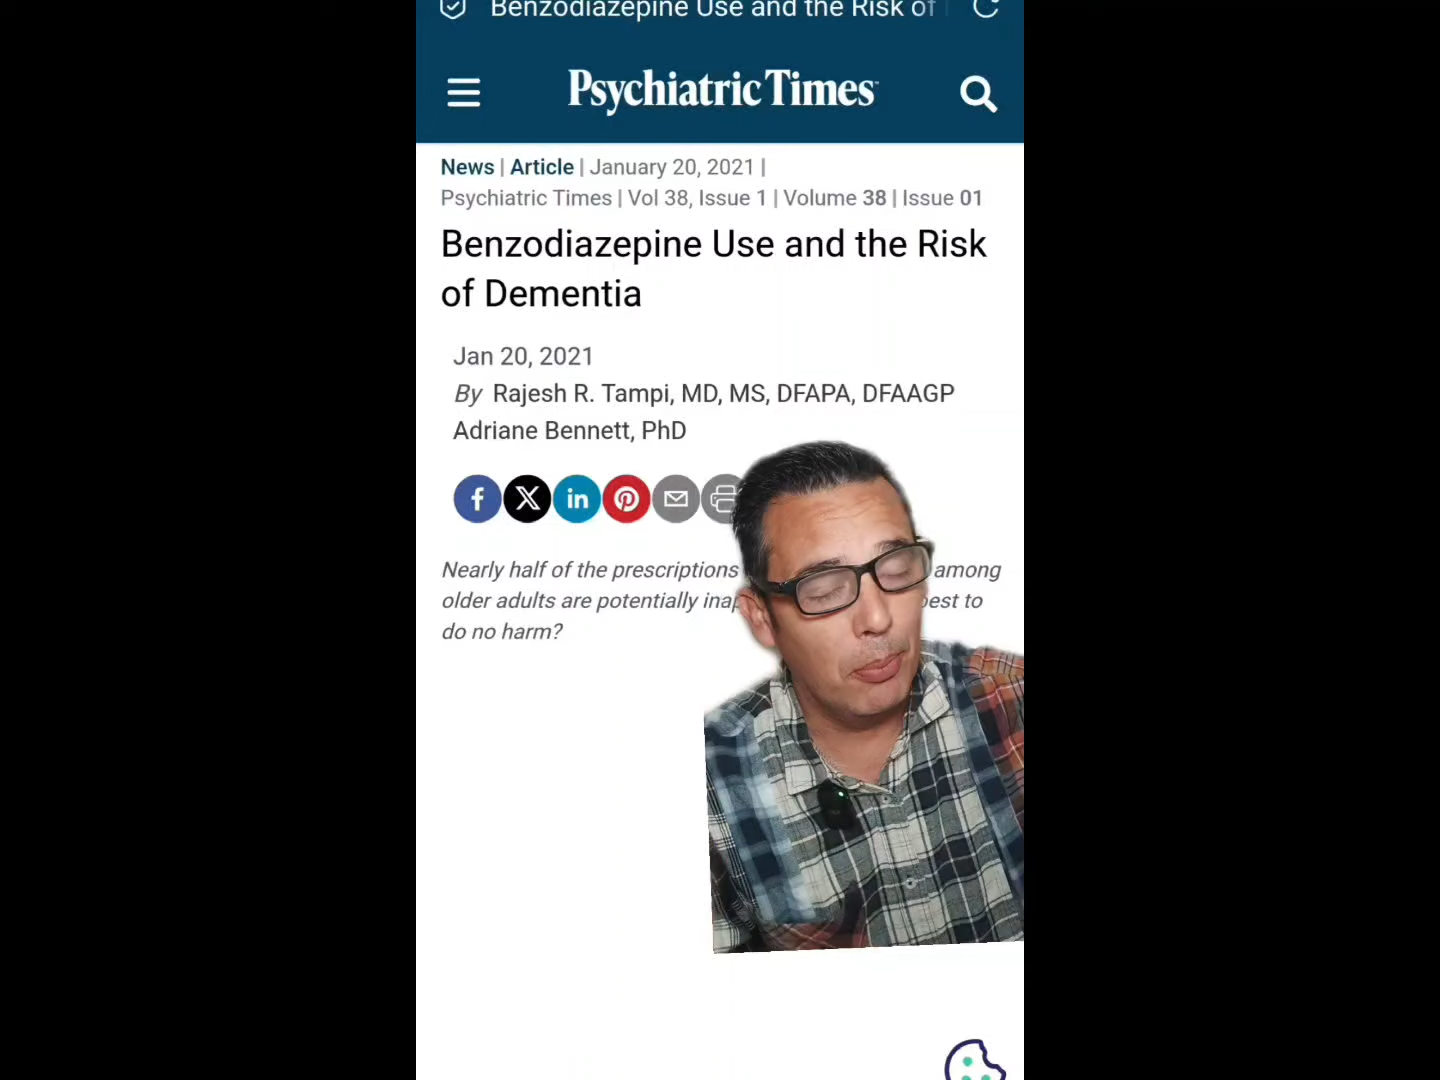 Benzodiazepine Use and the Risk of
Psychiatric Times
News | Article | January 20, 2021 |
Psychiatric Times | Vol 38, Issue 1 | Volume 38 | Issue 01
Benzodiazepine Use and the Risk
of Dementia
Jan 20, 2021
By Rajesh R. Tampi, MD, MS, DFAPA, DFAAGP
Adriane Bennett, PhD
Nearly half of the prescriptions among
older adults are potentially to
do no harm?